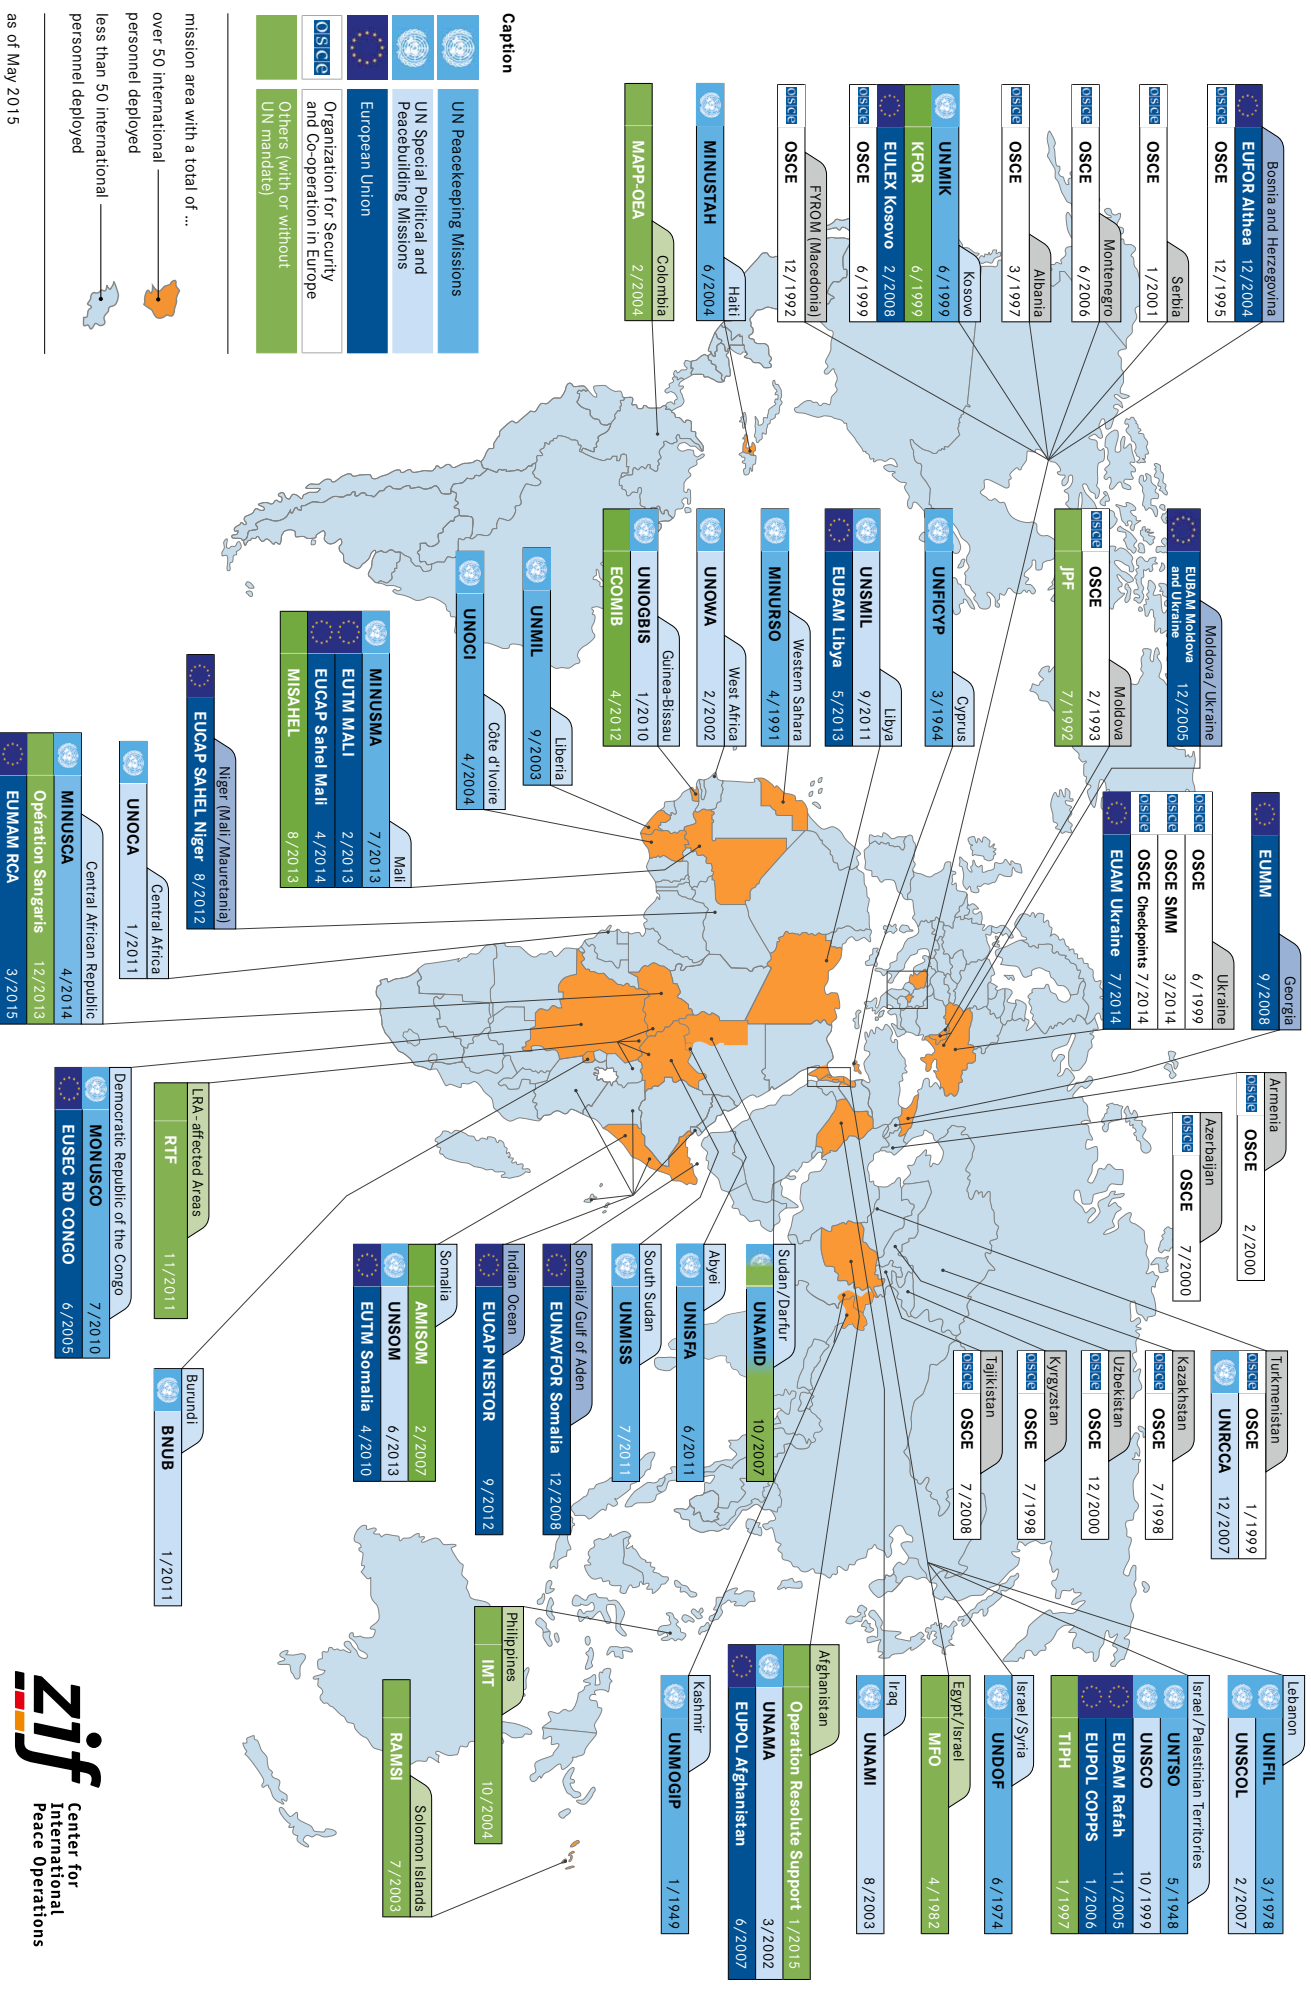 Bosnia and Herzegovina
EUFOR Althea 12/2004
OSCE OSCE 12/1995
Serbia
OSCE OSCE 1/2001
Montenegro
OSCE OSCE 6/2006
Albania
OSCE OSCE 3/1997
Kosovo
UNMIK 6/1999
KFOR 6/1999
EULEX Kosovo 2/2008
OSCE OSCE 6/1999
FYROM (Macedonia)
OSCE OSCE 12/1992
Haiti
MINUSTAH 6/2004
Colombia
MAPP-OEA 2/2004
Moldova/Ukraine
EUBAM Moldova
and Ukraine 12/2005
Moldova
OSCE OSCE 2/1993
JPF 7/1992
Cyprus
UNFICYP 3/1964
Libya
UNSMIL 9/2011
EUBAM Libya 5/2013
Western Sahara
MINURSO 4/1991
West Africa
UNOWA 2/2002
Guinea-Bissau
UNIOGBIS 1/2010
ECOMIB 4/2012
Liberia
UNMIL 9/2003
Côte d'Ivoire
UNOCI 4/2004
Mali
MINUSMA 7/2013
EUTM MALI 2/2013
EUCAP Sahel Mali 4/2014
MISAHEL 8/2013
Niger (Mali/Mauretania)
EUCAP SAHEL Niger 8/2012
Central Africa
UNOCA 1/2011
Central African Republic
MINUSCA 4/2014
Opération Sangaris 12/2013
EUMAM RCA 3/2015
Georgia
EUMM 9/2008
Ukraine
OSCE OSCE 6/1999
OSCE OSCE SMM 3/2014
OSCE OSCE Checkpoints 7/2014
EUAM Ukraine 7/2014
Armenia
OSCE OSCE 2/2000
Azerbaijan
OSCE OSCE 7/2000
Turkmenistan
OSCE OSCE 1/1999
UNRCCA 12/2007
Kazakhstan
OSCE OSCE 7/1998
Uzbekistan
OSCE OSCE 12/2000
Kyrgyzstan
OSCE OSCE 7/1998
Tajikistan
OSCE OSCE 7/2008
Sudan/Darfur
UNAMID 10/2007
Abyei
UNISFA 6/2011
South Sudan
UNMISS 7/2011
Somalia/Gulf of Aden
EUNAVFOR Somalia 12/2008
Indian Ocean
EUCAP NESTOR 9/2012
Somalia
AMISOM 2/2007
UNSOM 6/2013
EUTM Somalia 4/2010
LRA-affected Areas
RTF 11/2011
Democratic Republic of the Congo
MONUSCO 7/2010
EUSEC RD CONGO 6/2005
Burundi
BNUB 1/2011
Lebanon
UNIFIL 3/1978
UNSCOL 2/2007
Israel/Palestinian Territories
UNTSO 5/1948
UNSCO 10/1999
EUBAM Rafah 11/2005
EUPOL COPPS 1/2006
TIPH 1/1997
Israel/Syria
UNDOF 6/1974
Egypt/Israel
MFO 4/1982
Iraq
UNAMI 8/2003
Afghanistan
Operation Resolute Support 1/2015
UNAMA 3/2002
EUPOL Afghanistan 6/2007
Kashmir
UNMOGIP 1/1949
Philippines
IMT 10/2004
Solomon Islands
RAMSI 7/2003
Caption
UN Peacekeeping Missions
UN Special Political and
Peacebuilding Missions
European Union
OSCE Organization for Security
and Co-operation in Europe
Others (with or without
UN mandate)
mission area with a total of ...
over 50 international
personnel deployed
less than 50 international
personnel deployed
as of May 2015
zif
Center for
International
Peace Operations